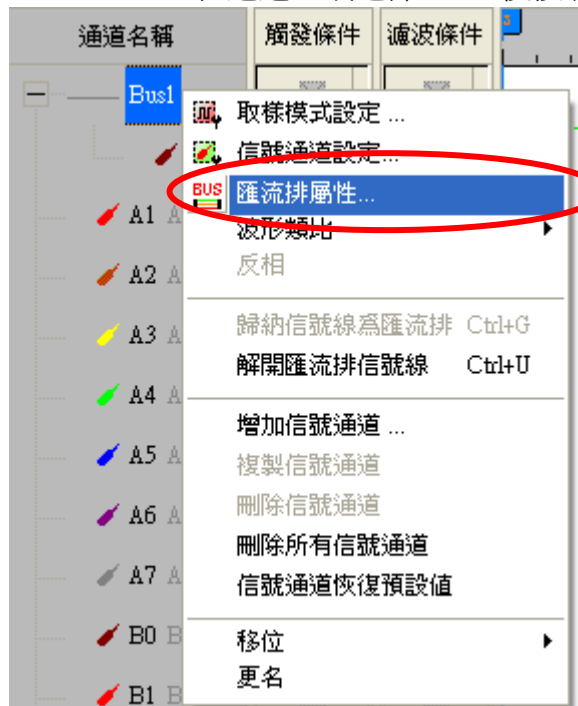 通道名稱 觸發條件 濾波條件
Bus1
取樣模式設定 ...
信號通道設定...
BUS 匯流排屬性...
A1 A
波形類比
A2 A
反相
A3 A
歸納信號線為匯流排 Ctrl+G
解開匯流排信號線 Ctrl+U
A4 A
增加信號通道 ...
A5 A
複製信號通道
A6 A
刪除信號通道
刪除所有信號通道
A7 A
信號通道恢復預設值
B0 B
移位
更名
B1 B